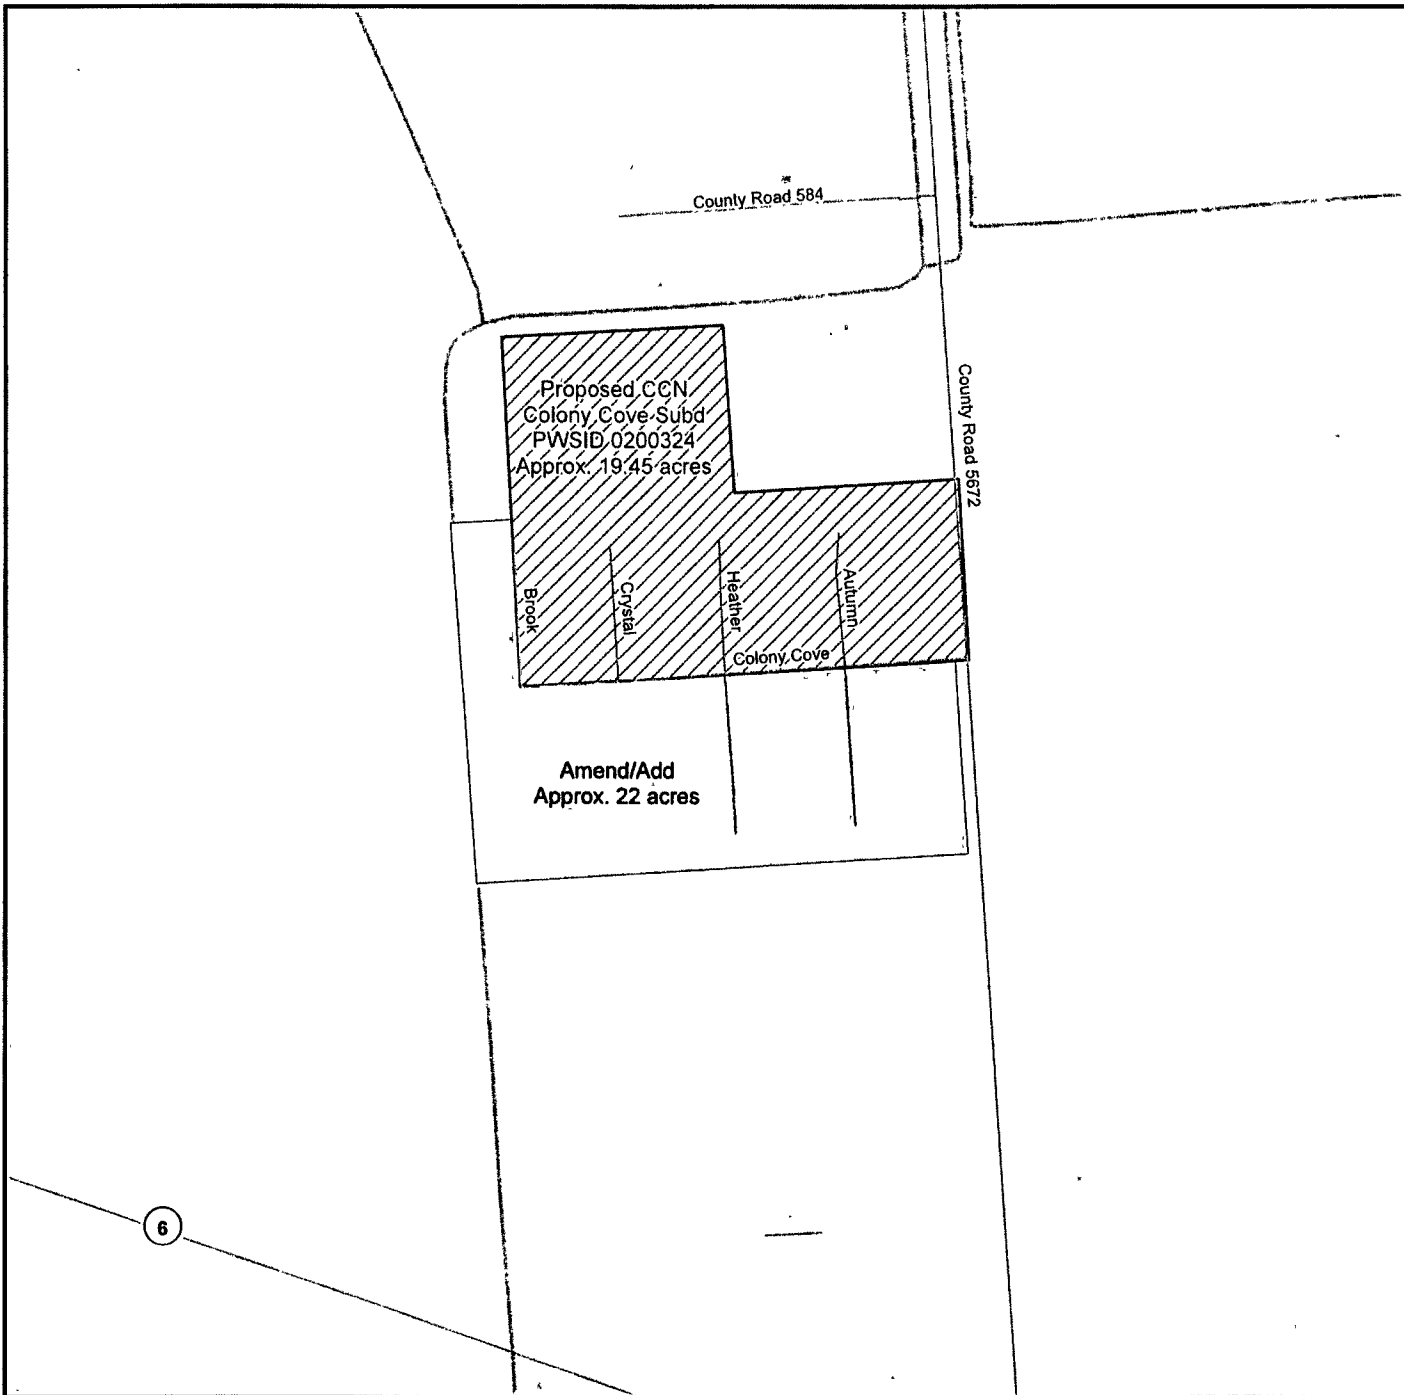 County Road 584
County Road 5672
Proposed CCN
Colony Cove Subd
PWSID 0200324
Approx. 19.45 acres
Brook
Crystal
Heather
Autumn
Colony Cove
Amend/Add
Approx. 22 acres
6